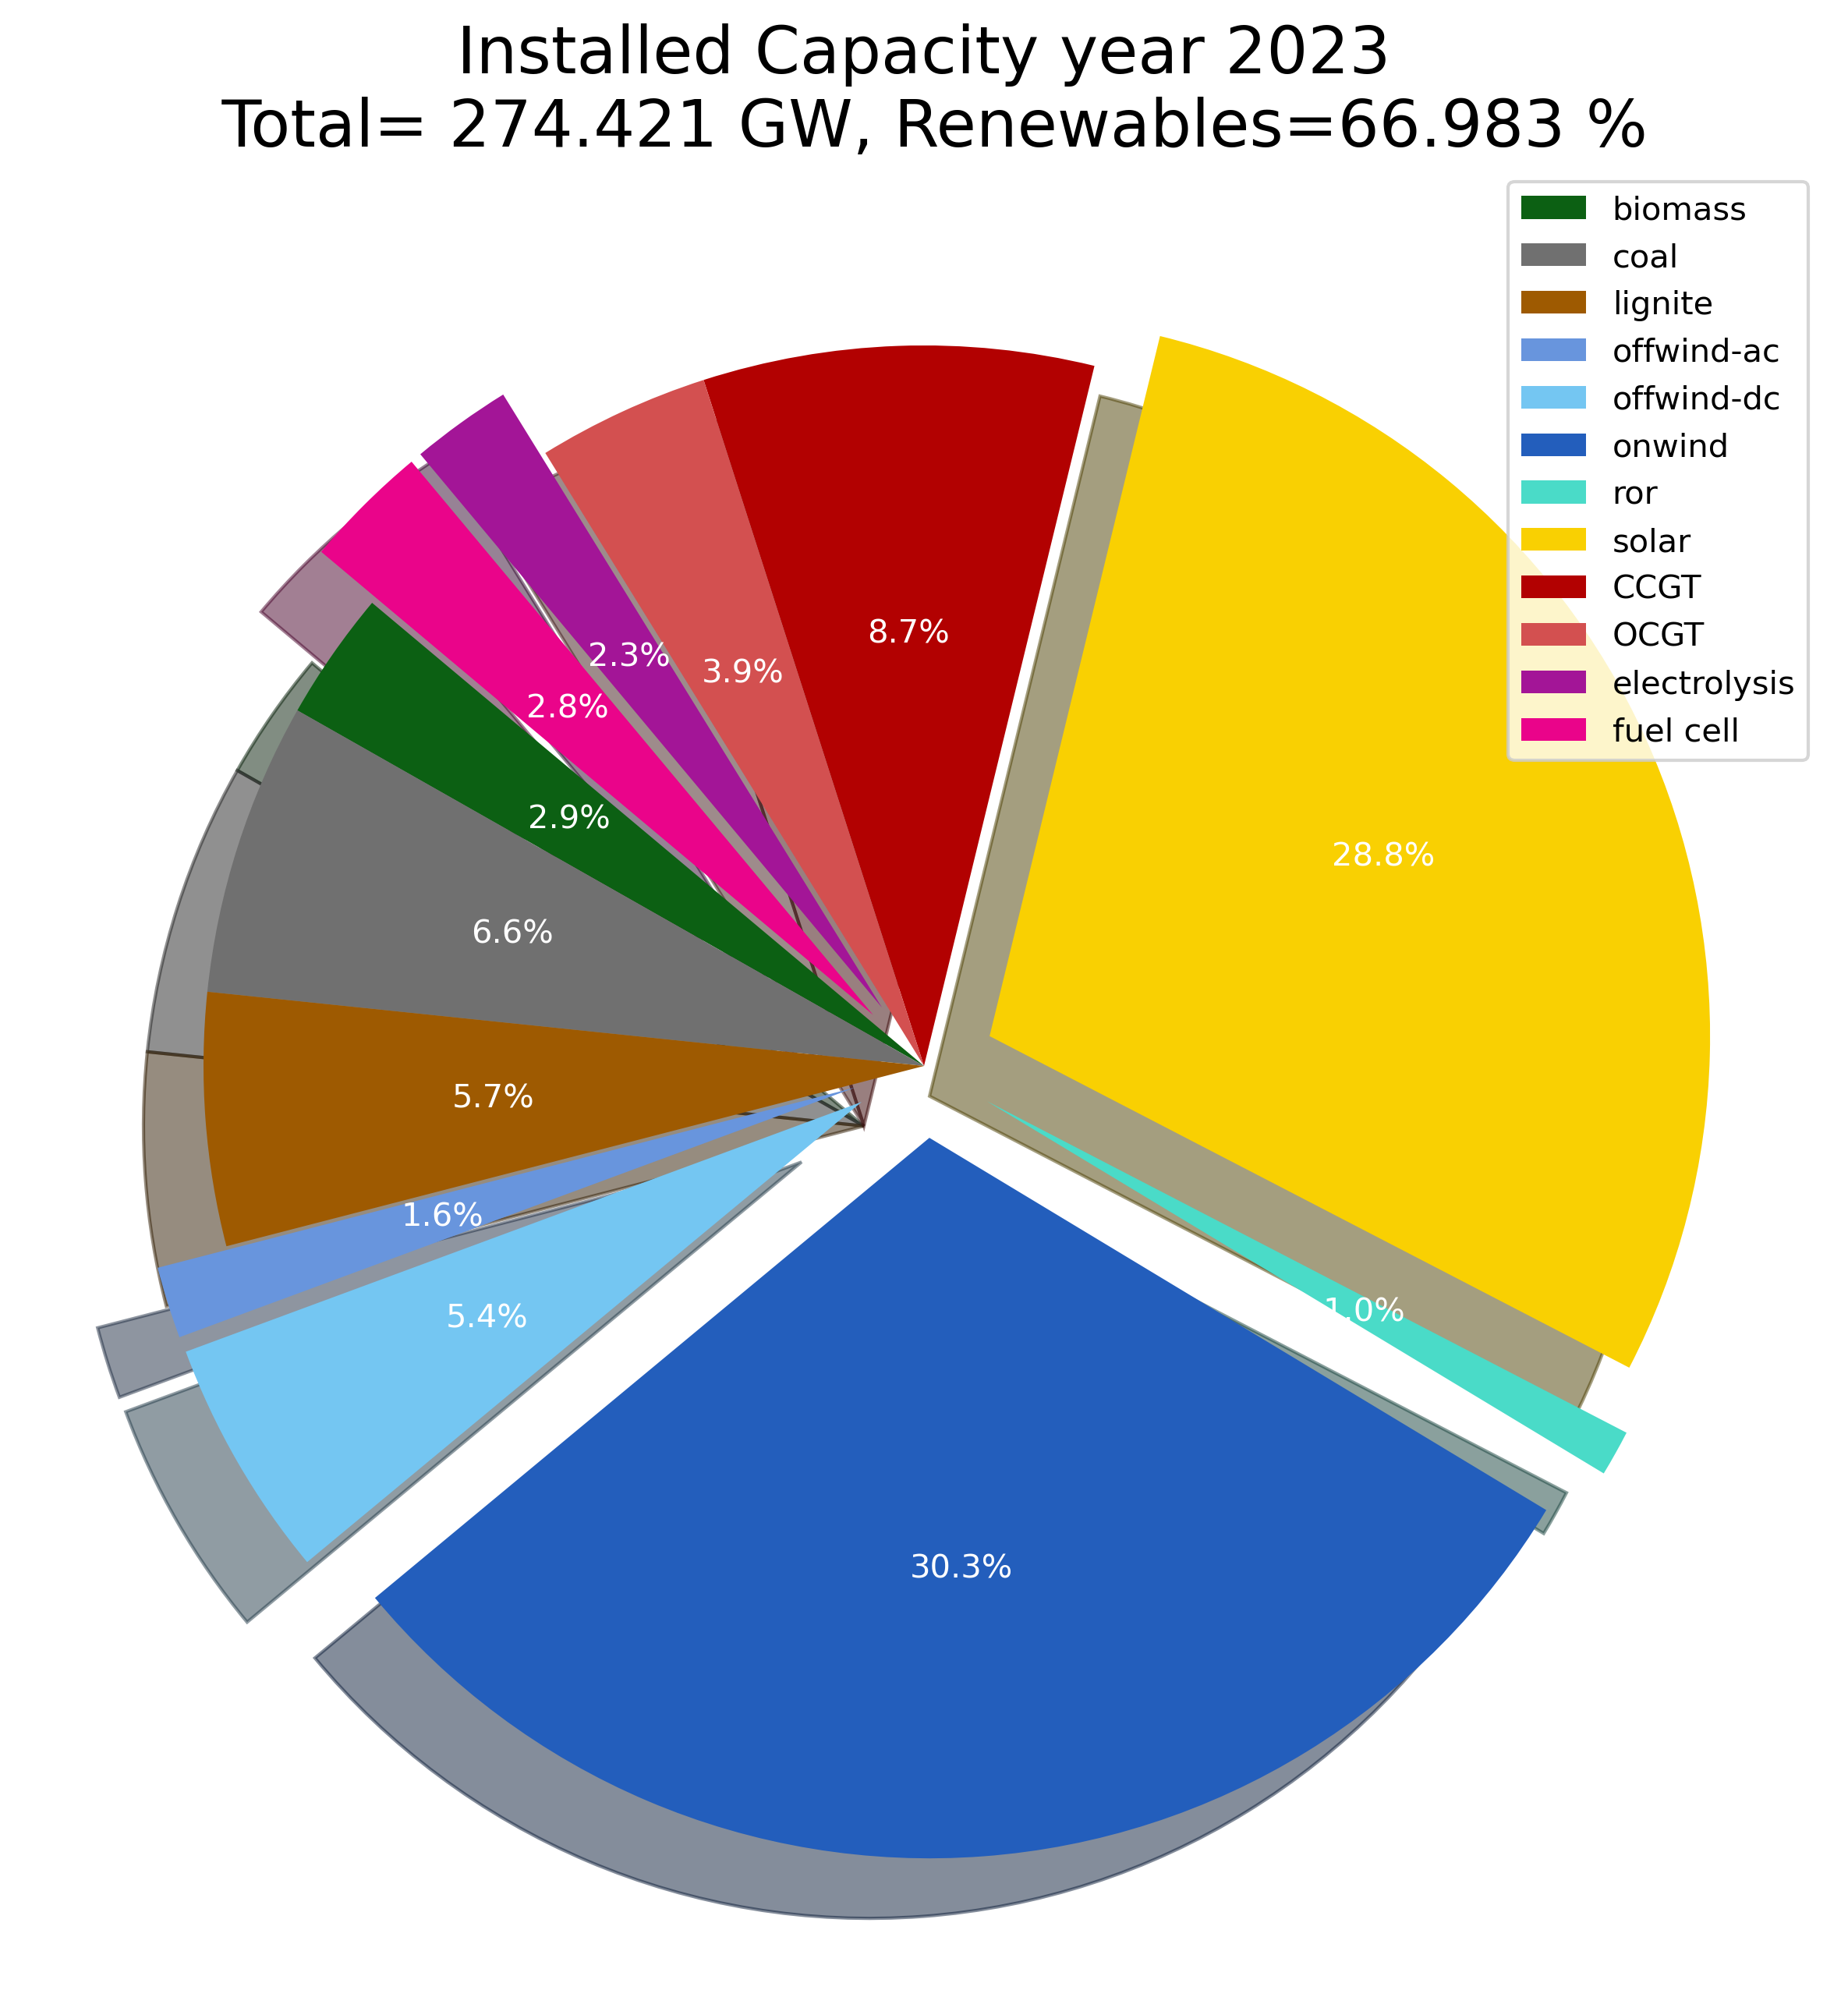 Installed Capacity year 2023
Total= 274.421 GW, Renewables=66.983 %
biomass
coal
lignite
offwind-ac
offwind-dc
onwind
ror
solar
CCGT
OCGT
electrolysis
fuel cell
8.7%
2.3%
3.9%
2.8%
2.9%
28.8%
6.6%
5.7%
1.6%
5.4%
1.0%
30.3%